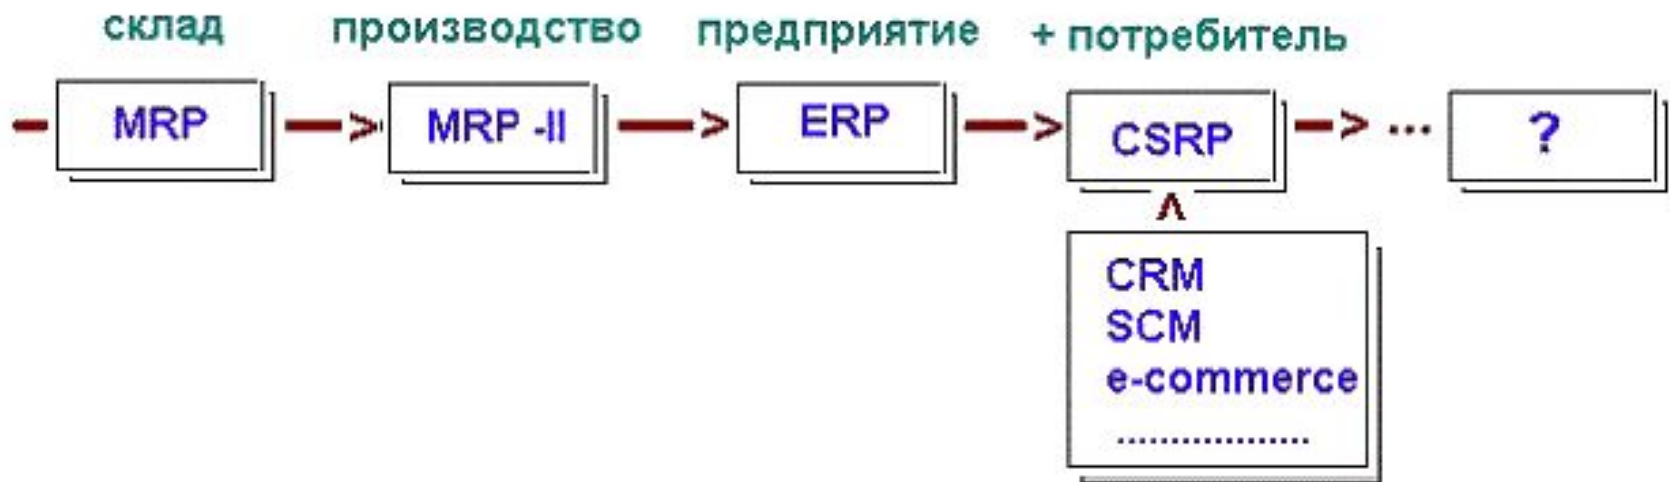 склад производство предприятие + потребитель
MRP MRP -II ERP CSRP ... ?
CRM
SCM
e-commerce
..................